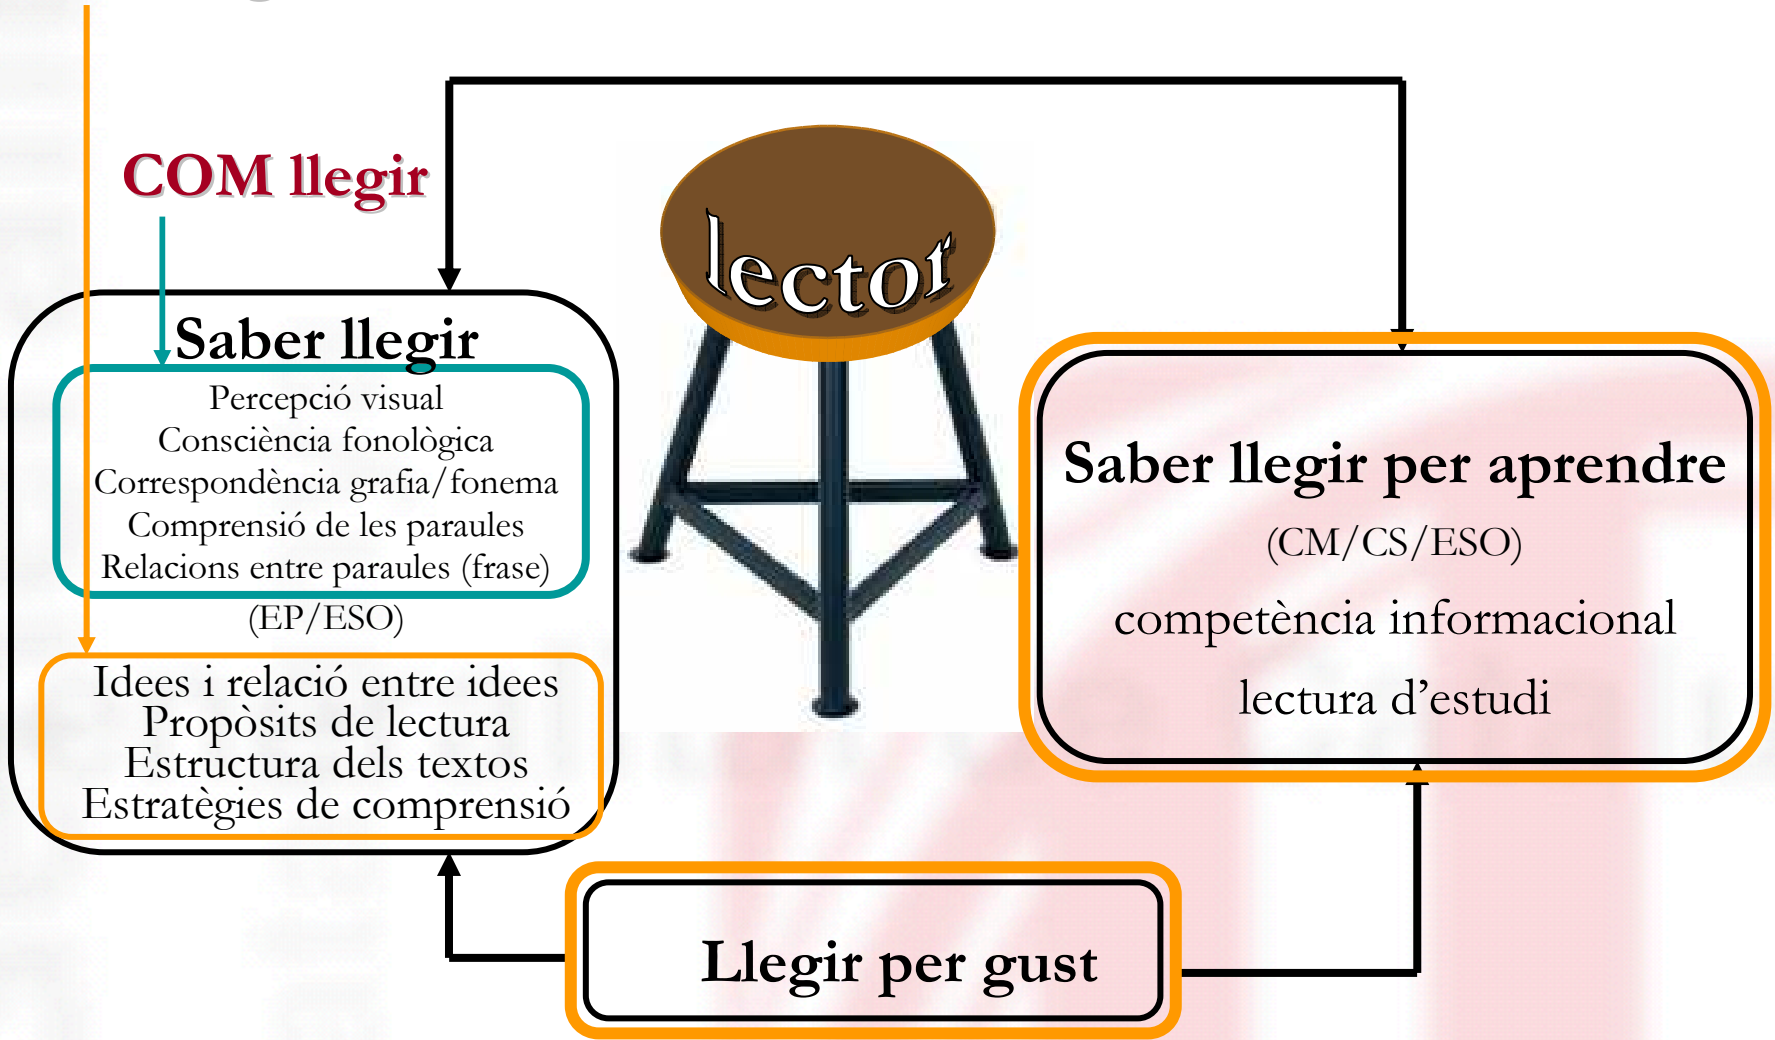 COM llegir
lector
Saber llegir
Percepció visual
Consciència fonològica
Correspondència grafia/fonema
Comprensió de les paraules
Relacions entre paraules (frase)
(EP/ESO)
Idees i relació entre idees
Propòsits de lectura
Estructura dels textos
Estratègies de comprensió
Saber llegir per aprendre
(CM/CS/ESO)
competència informacional
lectura d’estudi
Llegir per gust